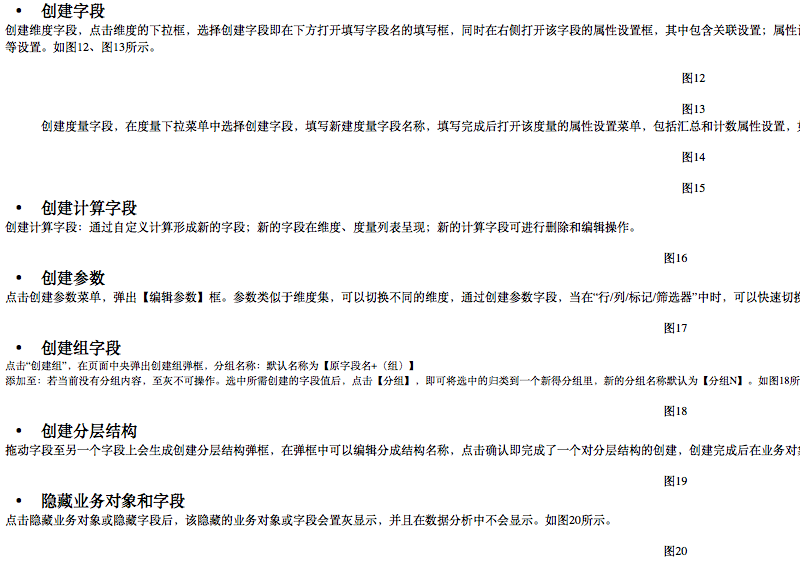 • 创建字段
创建维度字段，点击维度的下拉框，选择创建字段即在下方打开填写字段名的填写框，同时在右侧打开该字段的属性设置框，其中包含关联设置；属性
等设置。如图12、图13所示。
图12
图13
创建度量字段，在度量下拉菜单中选择创建字段，填写新建度量字段名称，填写完成后打开该度量的属性设置菜单，包括汇总和计数属性设置，
图14
图15
• 创建计算字段
创建计算字段：通过自定义计算形成新的字段；新的字段在维度、度量列表呈现；新的计算字段可进行删除和编辑操作。
图16
• 创建参数
点击创建参数菜单，弹出【编辑参数】框。参数类似于维度集，可以切换不同的维度，通过创建参数字段，当在“行/列/标记/筛选器”中时，可以快速切换
图17
• 创建组字段
点击“创建组”，在页面中央弹出创建组弹框，分组名称：默认名称为【原字段名+（组）】
添加至：若当前没有分组内容，至灰不可操作。选中所需创建的字段值后，点击【分组】，即可将选中的归类到一个新得分组里，新的分组名称默认为【分组N】。如图18所
图18
• 创建分层结构
拖动字段至另一个字段上会生成创建分层结构弹框，在弹框中可以编辑分成结构名称，点击确认即完成了一个对分层结构的创建，创建完成后在业务对
图19
• 隐藏业务对象和字段
点击隐藏业务对象或隐藏字段后，该隐藏的业务对象或字段会置灰显示，并且在数据分析中不会显示。如图20所示。
图20